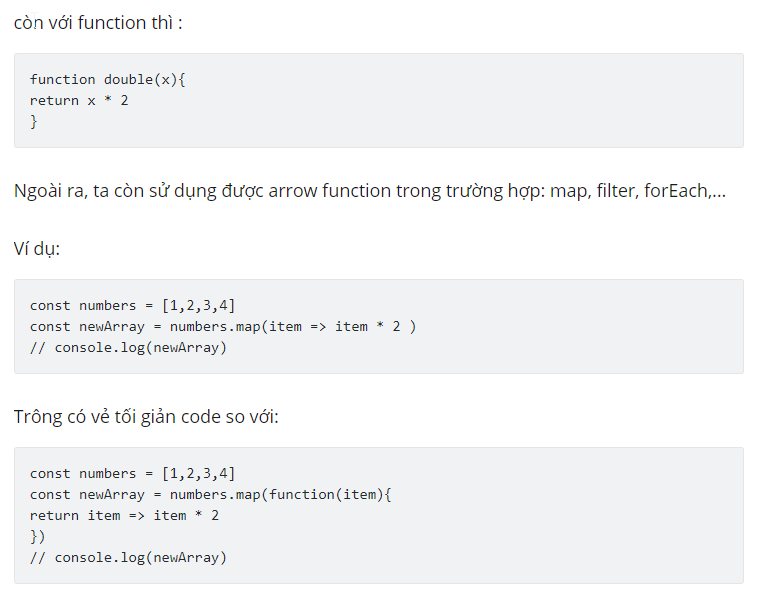 còn với function thì :
function double(x){
return x * 2
}
Ngoài ra, ta còn sử dụng được arrow function trong trường hợp: map, filter, forEach,...
Ví dụ:
const numbers = [1,2,3,4]
const newArray = numbers.map(item => item * 2 )
// console.log(newArray)
Trông có vẻ tối giản code so với:
const numbers = [1,2,3,4]
const newArray = numbers.map(function(item){
return item => item * 2
})
// console.log(newArray)